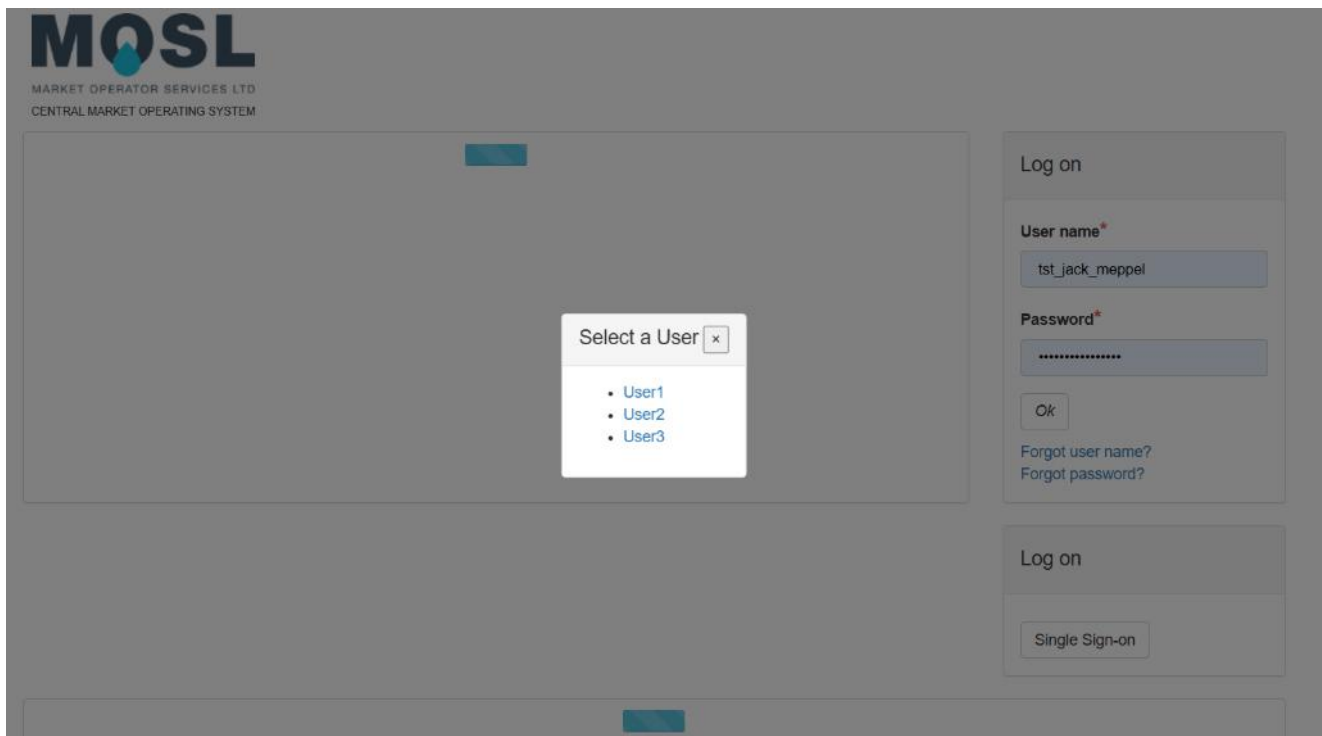 MOSL
MARKET OPERATOR SERVICES LTD
CENTRAL MARKET OPERATING SYSTEM
Log on
User name*
tst_jack_meppel
Password*
••••••••••••••••
Ok
Forgot user name?
Forgot password?
Select a User ×
• User1
• User2
• User3
Log on
Single Sign-on